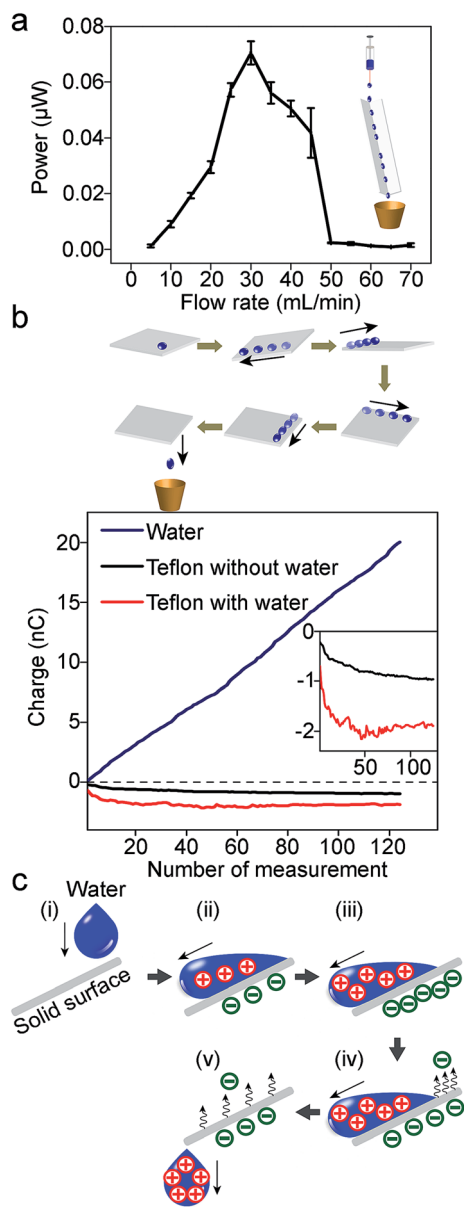 a
Power (μW)
0.08
0.06
0.04
0.02
0.00
0 10 20 30 40 50 60 70
Flow rate (mL/min)
b
Charge (nC)
20
15
10
5
0
Water
Teflon without water
Teflon with water
0
-1
-2
50 100
20 40 60 80 100 120
Number of measurement
c
Water
(i) (ii) (iii)
Solid surface
(v) (iv)